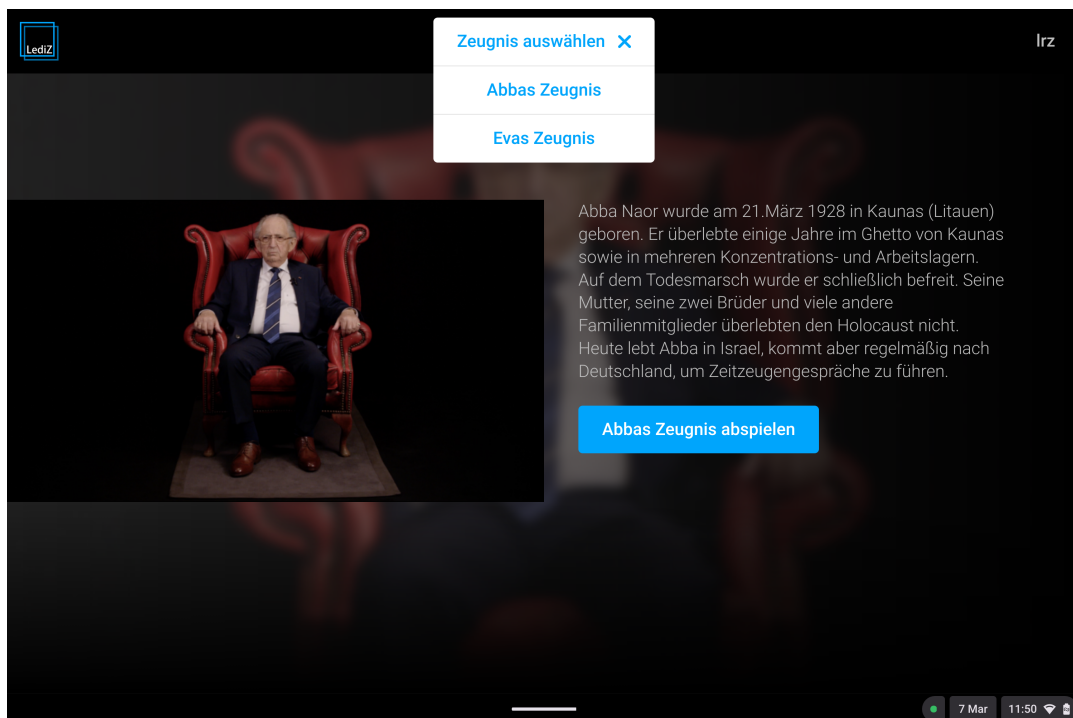 LediZ
Zeugnis auswählen ✕
lrz
Abbas Zeugnis
Evas Zeugnis
Abba Naor wurde am 21.März 1928 in Kaunas (Litauen)
geboren. Er überlebte einige Jahre im Ghetto von Kaunas
sowie in mehreren Konzentrations- und Arbeitslagern.
Auf dem Todesmarsch wurde er schließlich befreit. Seine
Mutter, seine zwei Brüder und viele andere
Familienmitglieder überlebten den Holocaust nicht.
Heute lebt Abba in Israel, kommt aber regelmäßig nach
Deutschland, um Zeitzeugengespräche zu führen.
Abbas Zeugnis abspielen
7 Mar 11:50